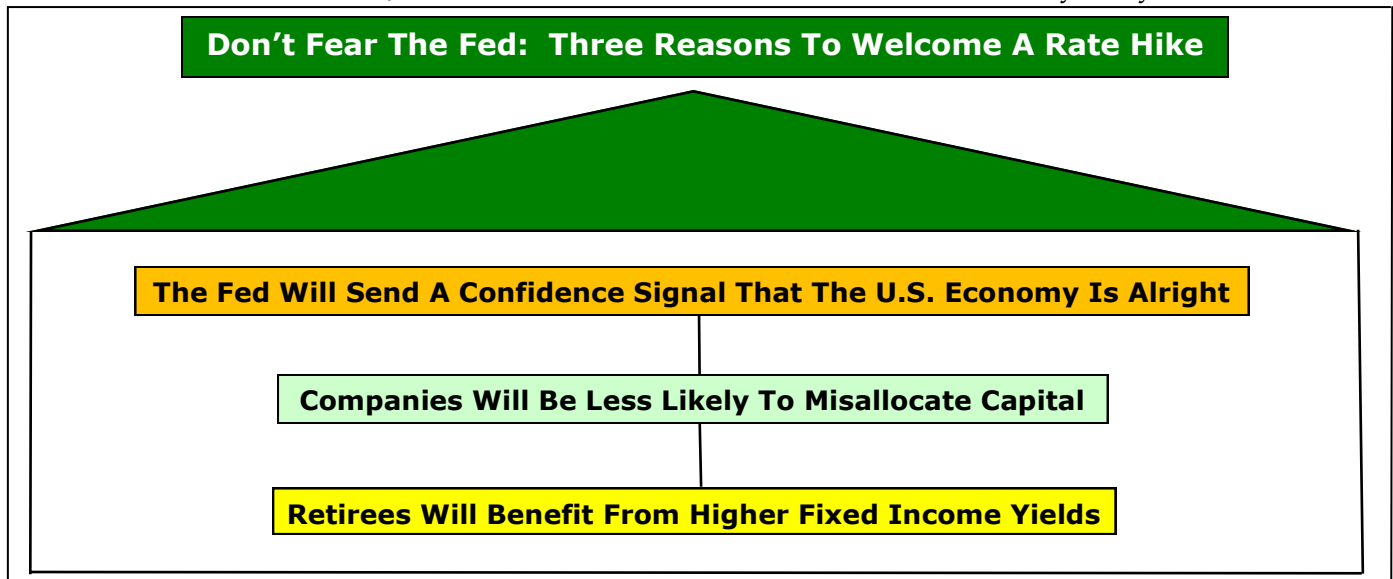 Don’t Fear The Fed:  Three Reasons To Welcome A Rate Hike
The Fed Will Send A Confidence Signal That The U.S. Economy Is Alright
Companies Will Be Less Likely To Misallocate Capital
Retirees Will Benefit From Higher Fixed Income Yields